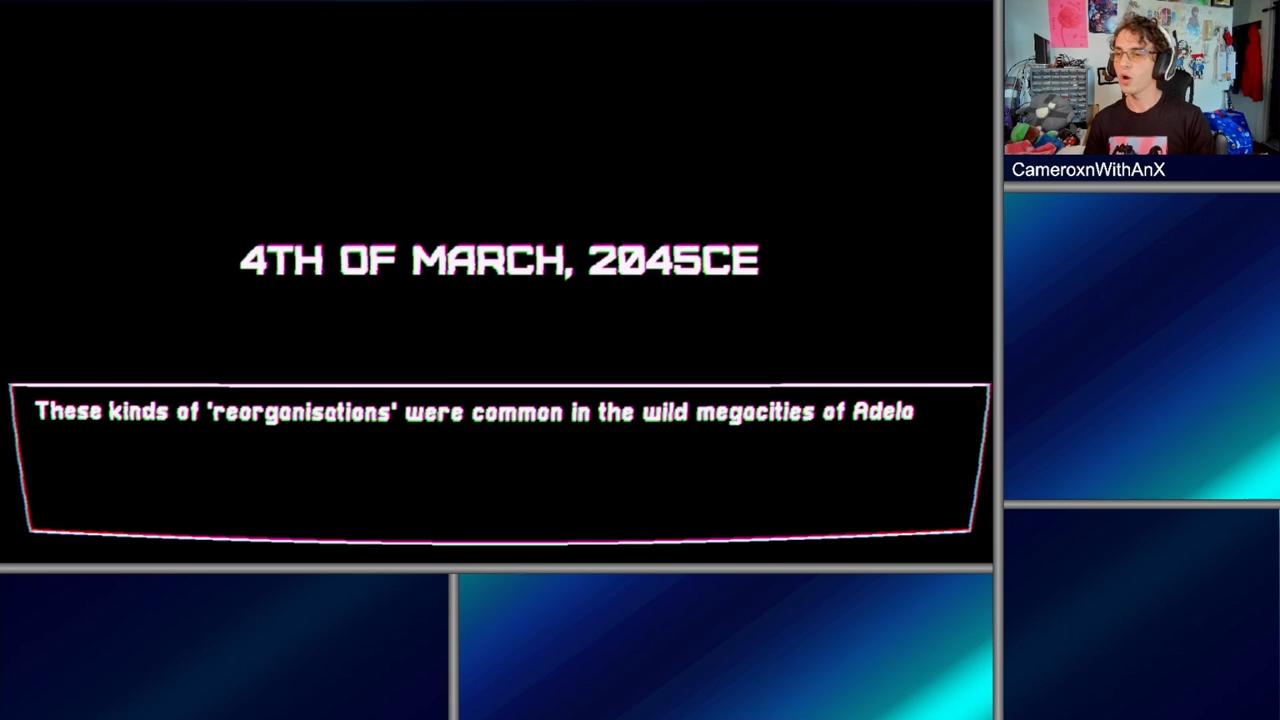 4TH OF MARCH, 2045CE
These kinds of 'reorganisations' were common in the wild megacities of Adela
CameroxnWithAnX